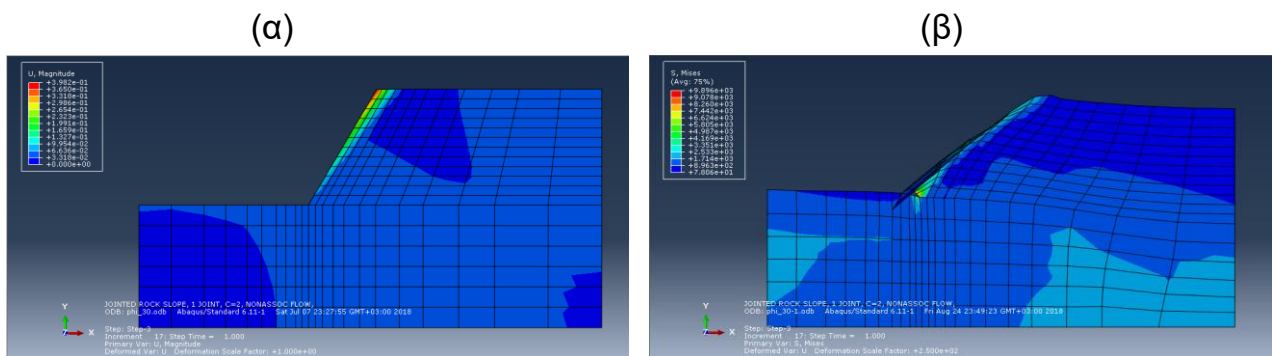 (α)
(β)
U, Magnitude
+3.982e-01
+3.650e-01
+3.318e-01
+2.986e-01
+2.654e-01
+2.323e-01
+1.991e-01
+1.659e-01
+1.327e-01
+9.954e-02
+6.636e-02
+3.318e-02
+0.000e+00
JOINTED ROCK SLOPE, 1 JOINT, C=2, NONASSOC FLOW,
ODB: phi_30.odb Abaqus/Standard 6.11-1 Sat Jul 07 23:27:55 GMT+03:00 2018
Step: Step-3
Increment 17: Step Time = 1.000
Primary Var: U, Magnitude
Deformed Var: U Deformation Scale Factor: +1.000e+00
Y
Z
X
S, Mises
(Avg: 75%)
+9.896e+03
+9.078e+03
+8.260e+03
+7.442e+03
+6.624e+03
+5.805e+03
+4.987e+03
+4.169e+03
+3.351e+03
+2.533e+03
+1.714e+03
+8.963e+02
+7.806e+01
JOINTED ROCK SLOPE, 1 JOINT, C=2, NONASSOC FLOW,
ODB: phi_30-1.odb Abaqus/Standard 6.11-1 Fri Aug 24 23:49:23 GMT+03:00 2018
Step: Step-3
Increment 17: Step Time = 1.000
Primary Var: S, Mises
Deformed Var: U Deformation Scale Factor: +2.500e+02
Y
Z
X